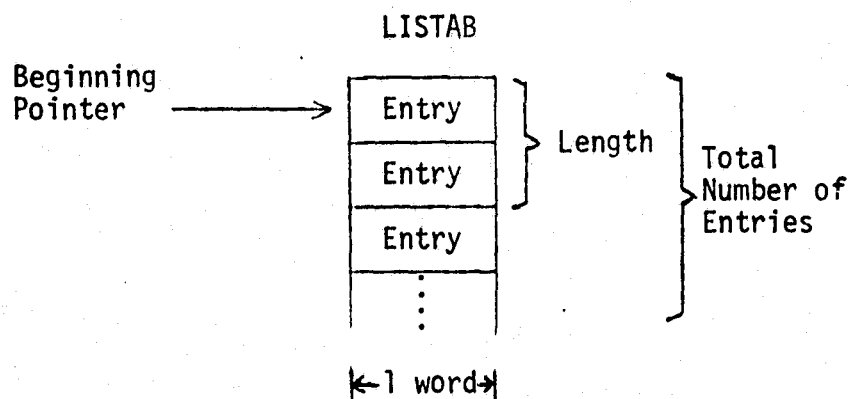 LISTAB
Beginning
Pointer
Entry
Entry
Entry
Length
Total
Number of
Entries
1 word